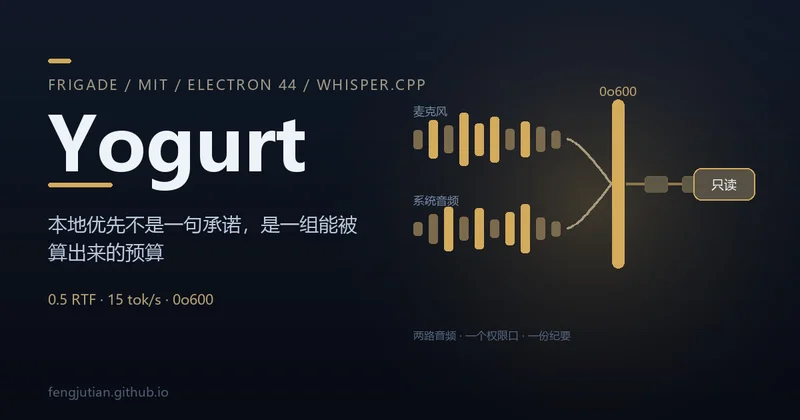 FRIGADE / MIT / ELECTRON 44 / WHISPER.CPP
Yogurt
本地优先不是一句承诺，是一组能被
算出来的预算
0.5 RTF · 15 tok/s · 0o600
fengjutian.github.io
麦克风
系统音频
0o600
只读
两路音频 · 一个权限口 · 一份纪要